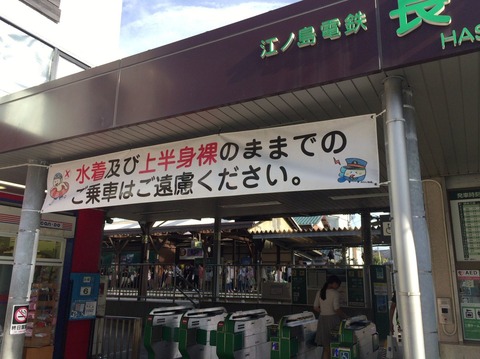 江ノ島電鉄
長
HAS
水着及び上半身裸のままでの
ご乗車はご遠慮ください。